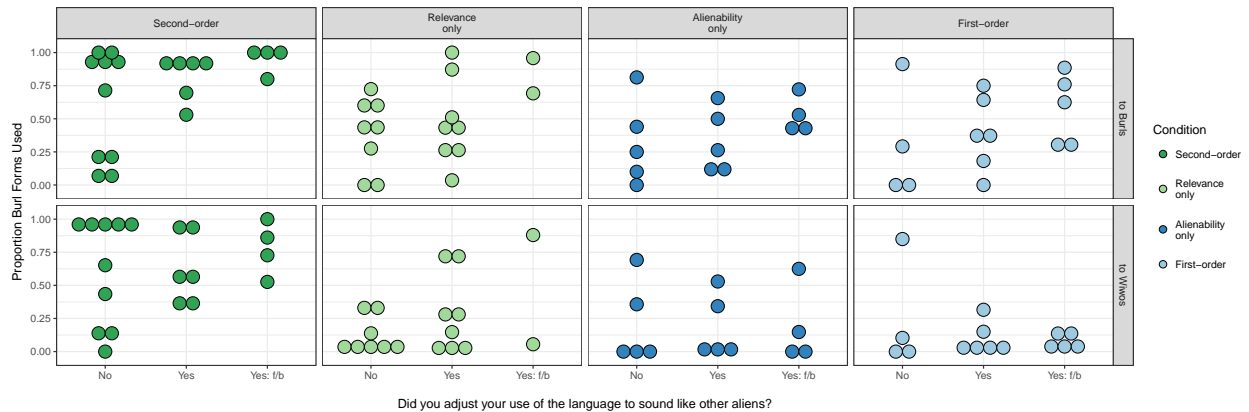 Second−order
Relevance
only
Alienability
only
First−order
1.00
0.75
0.50
0.25
0.00
to Burls
1.00
0.75
0.50
0.25
0.00
to Wiwos
Proportion Burl Forms Used
No
Yes
Yes: f/b
No
Yes
Yes: f/b
No
Yes
Yes: f/b
No
Yes
Yes: f/b
Did you adjust your use of the language to sound like other aliens?
Condition
Second−order
Relevance
only
Alienability
only
First−order